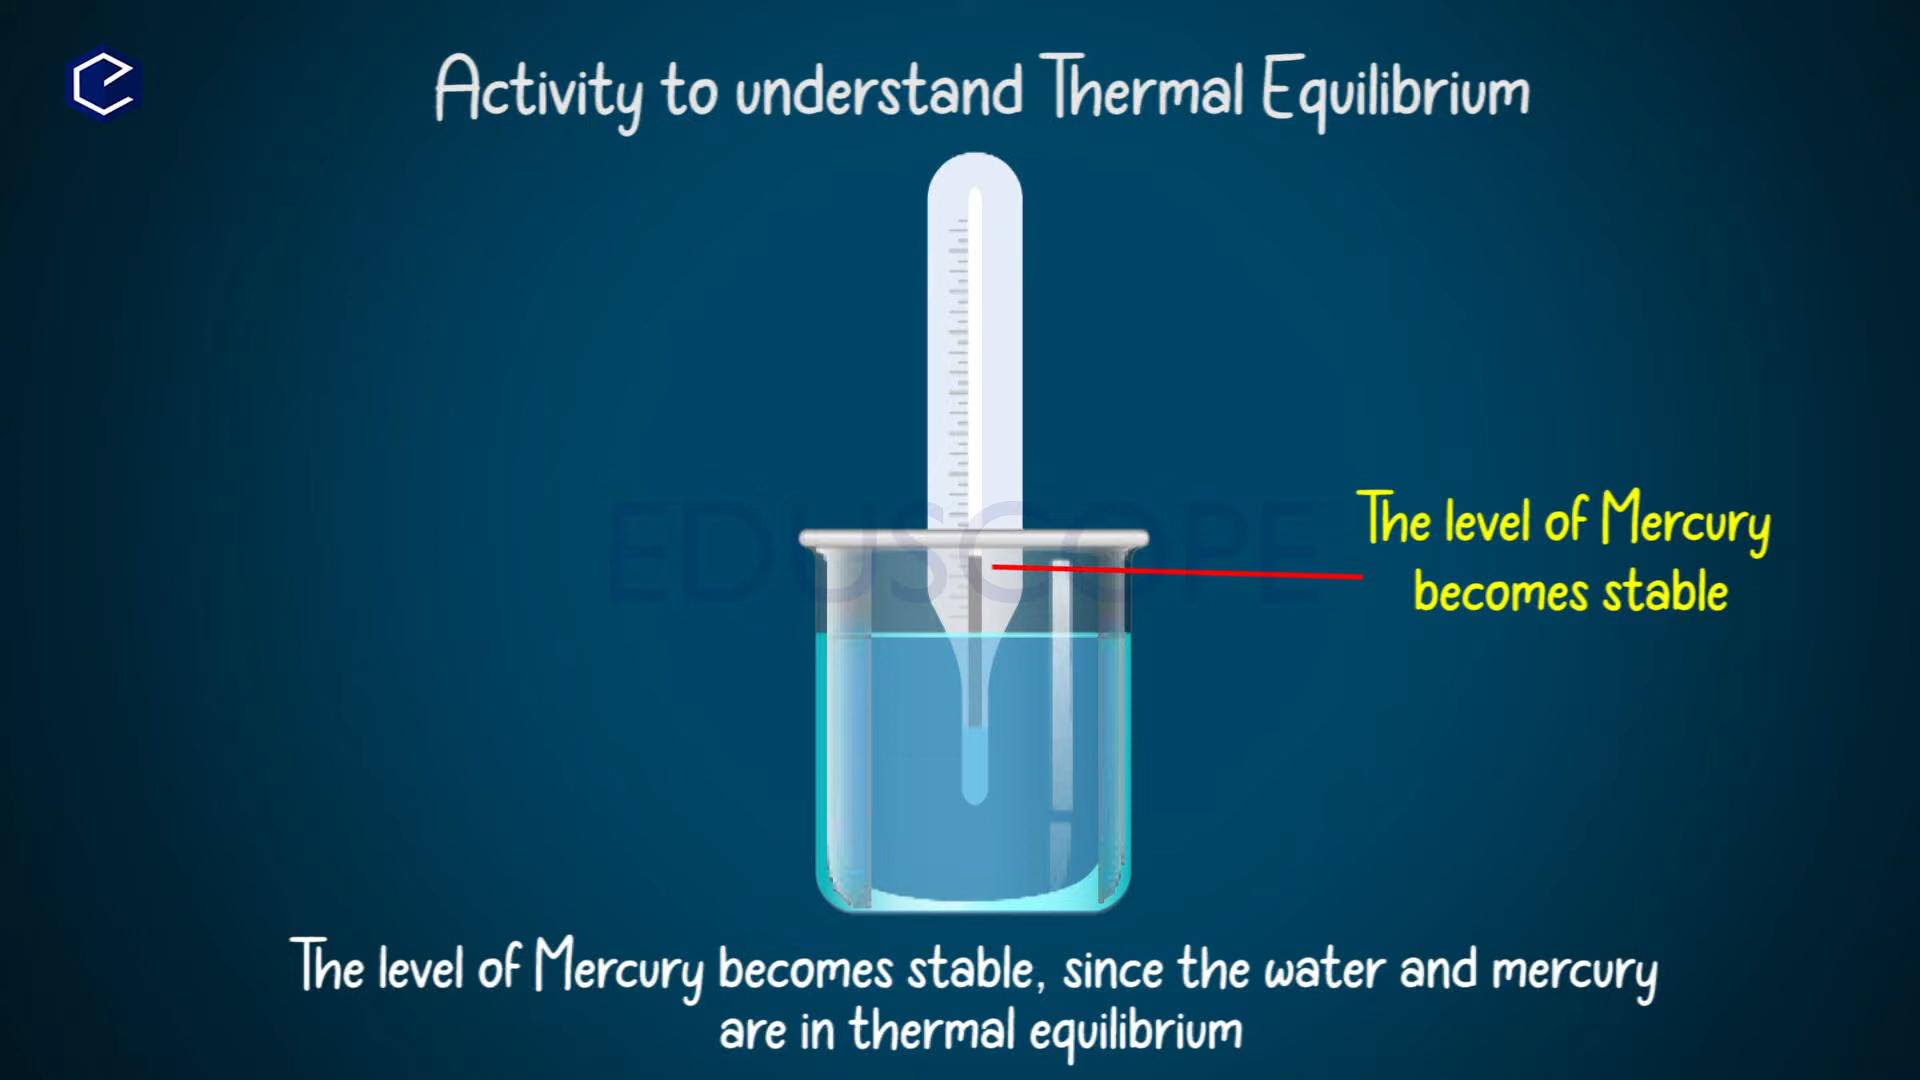 Activity to understand Thermal Equilibrium
EDUSCOPE
The level of Mercury
becomes stable
The level of Mercury becomes stable, since the water and mercury
are in thermal equilibrium